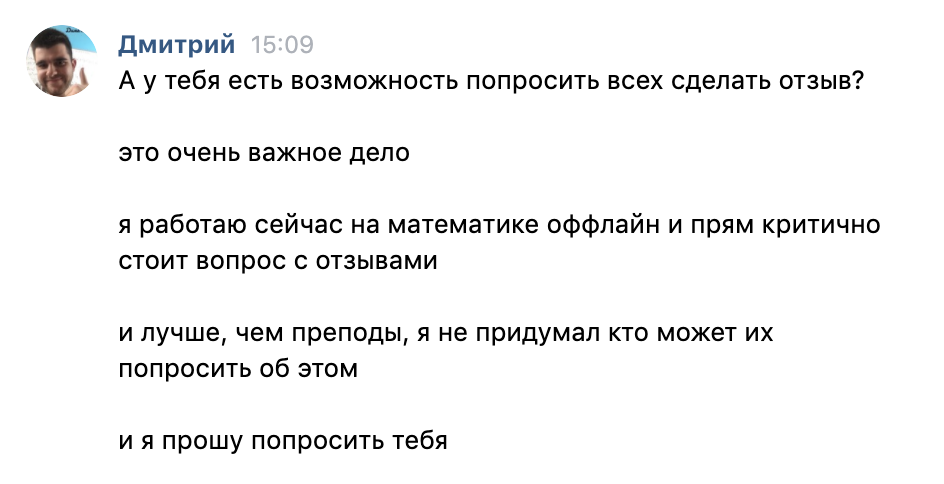 Дмитрий 15:09
А у тебя есть возможность попросить всех сделать отзыв?
это очень важное дело
я работаю сейчас на математике оффлайн и прям критично
стоит вопрос с отзывами
и лучше, чем преподы, я не придумал кто может их
попросить об этом
и я прошу попросить тебя